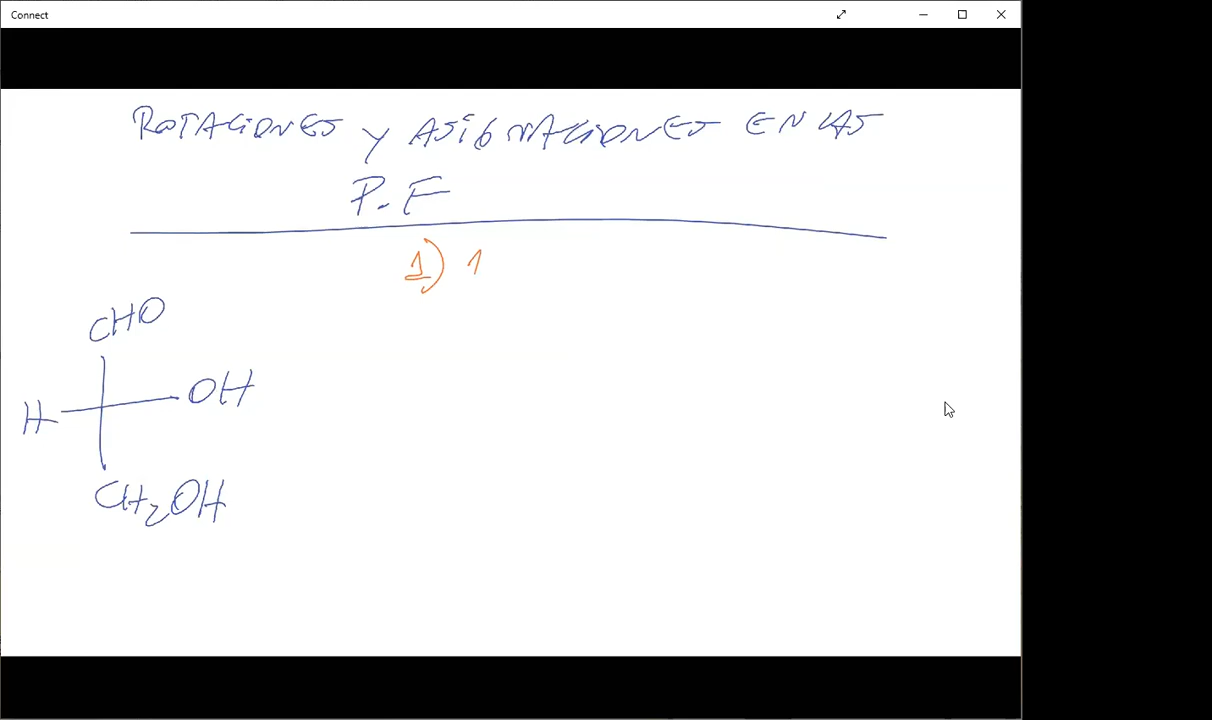 Connect
ROTACIONES Y ASIGNACIONES EN LAS
P.F
1) 1
CHO
H OH
CH2OH